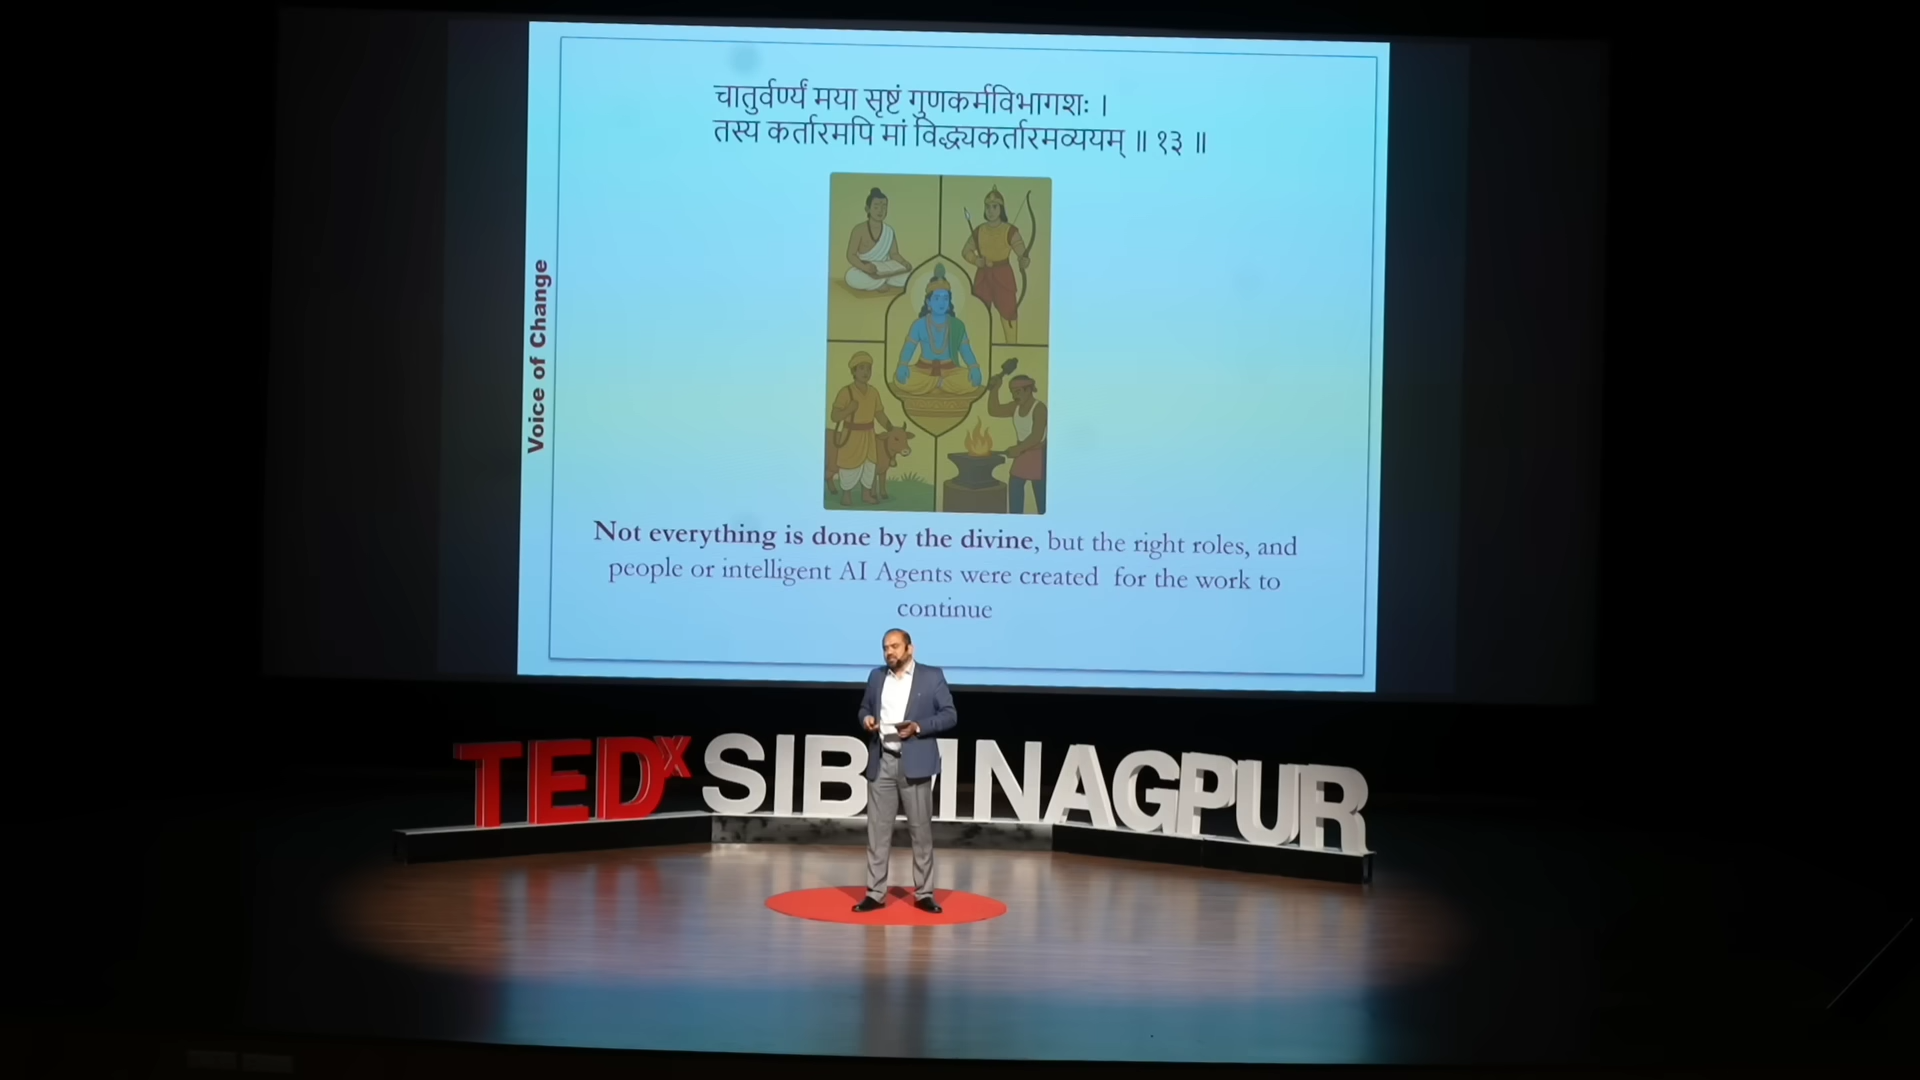 चातुर्वर्ण्यं मया सृष्टं गुणकर्मविभागशः ।
तस्य कर्तारमपि मां विद्ध्यकर्तारमव्ययम् ॥ १३ ॥
Voice of Change
Not everything is done by the divine, but the right roles, and
people or intelligent AI Agents were created for the work to
continue
TEDx SIB NAGPUR